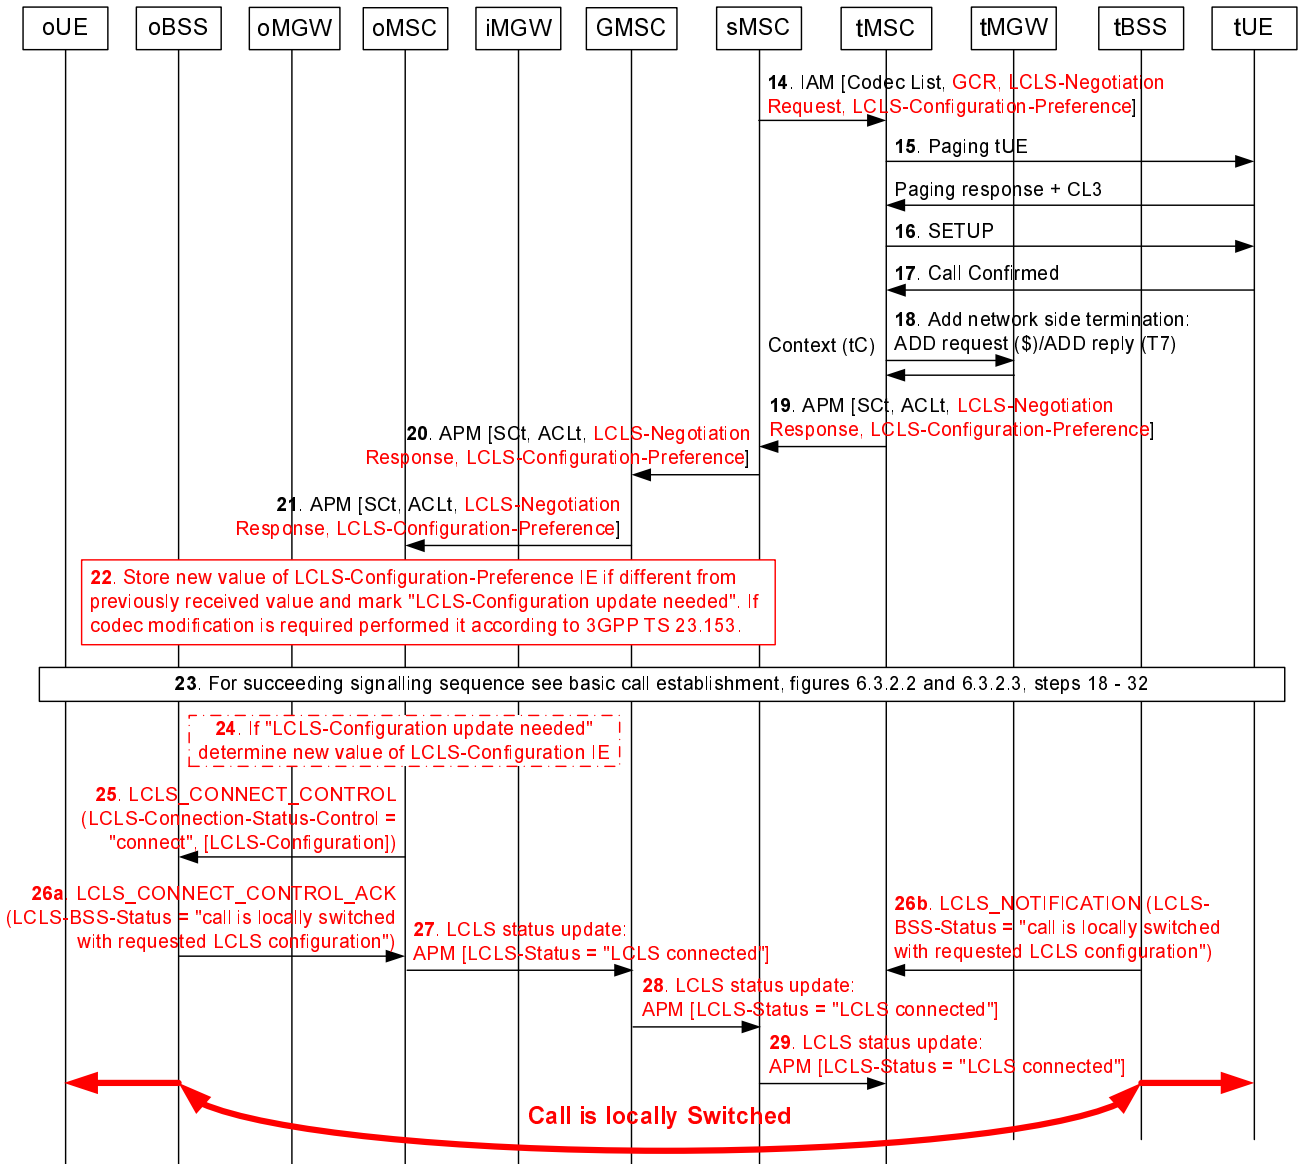 oUE oBSS oMGW oMSC iMGW GMSC sMSC tMSC tMGW tBSS tUE
14. IAM [Codec List, GCR, LCLS-Negotiation
Request, LCLS-Configuration-Preference]
15. Paging tUE
Paging response + CL3
16. SETUP
17. Call Confirmed
18. Add network side termination:
Context (tC) ADD request ($)/ADD reply (T7)
19. APM [SCt, ACLt, LCLS-Negotiation
Response, LCLS-Configuration-Preference]
20. APM [SCt, ACLt, LCLS-Negotiation
Response, LCLS-Configuration-Preference]
21. APM [SCt, ACLt, LCLS-Negotiation
Response, LCLS-Configuration-Preference]
22. Store new value of LCLS-Configuration-Preference IE if different from
previously received value and mark "LCLS-Configuration update needed". If
codec modification is required performed it according to 3GPP TS 23.153.
23. For succeeding signalling sequence see basic call establishment, figures 6.3.2.2 and 6.3.2.3, steps 18 - 32
24. If "LCLS-Configuration update needed"
determine new value of LCLS-Configuration IE
25. LCLS_CONNECT_CONTROL
(LCLS-Connection-Status-Control =
"connect", [LCLS-Configuration])
26a. LCLS_CONNECT_CONTROL_ACK
(LCLS-BSS-Status = "call is locally switched
with requested LCLS configuration")
26b. LCLS_NOTIFICATION (LCLS-
BSS-Status = "call is locally switched
with requested LCLS configuration")
27. LCLS status update:
APM [LCLS-Status = "LCLS connected"]
28. LCLS status update:
APM [LCLS-Status = "LCLS connected"]
29. LCLS status update:
APM [LCLS-Status = "LCLS connected"]
Call is locally Switched